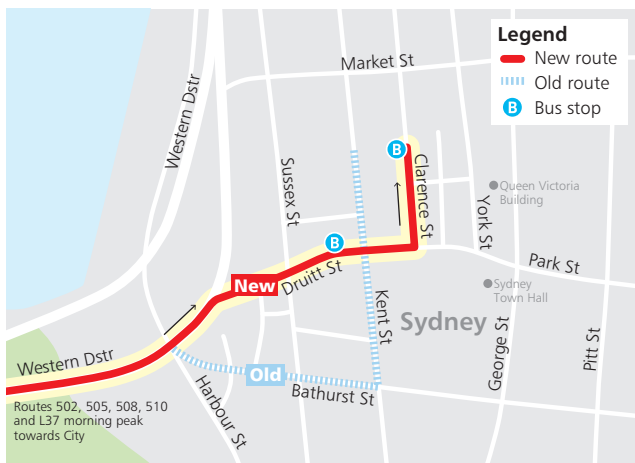 Legend
New route
Old route
B
Bus stop
Market St
Western Dstr
B
Clarence St
Sussex St
Queen Victoria
Building
York St
B
Druitt St
Park St
New
Kent St
Sydney
Town Hall
Sydney
George St
Pitt St
Western Dstr
Old
Bathurst St
Harbour St
Routes 502, 505, 508, 510
and L37 morning peak
towards City